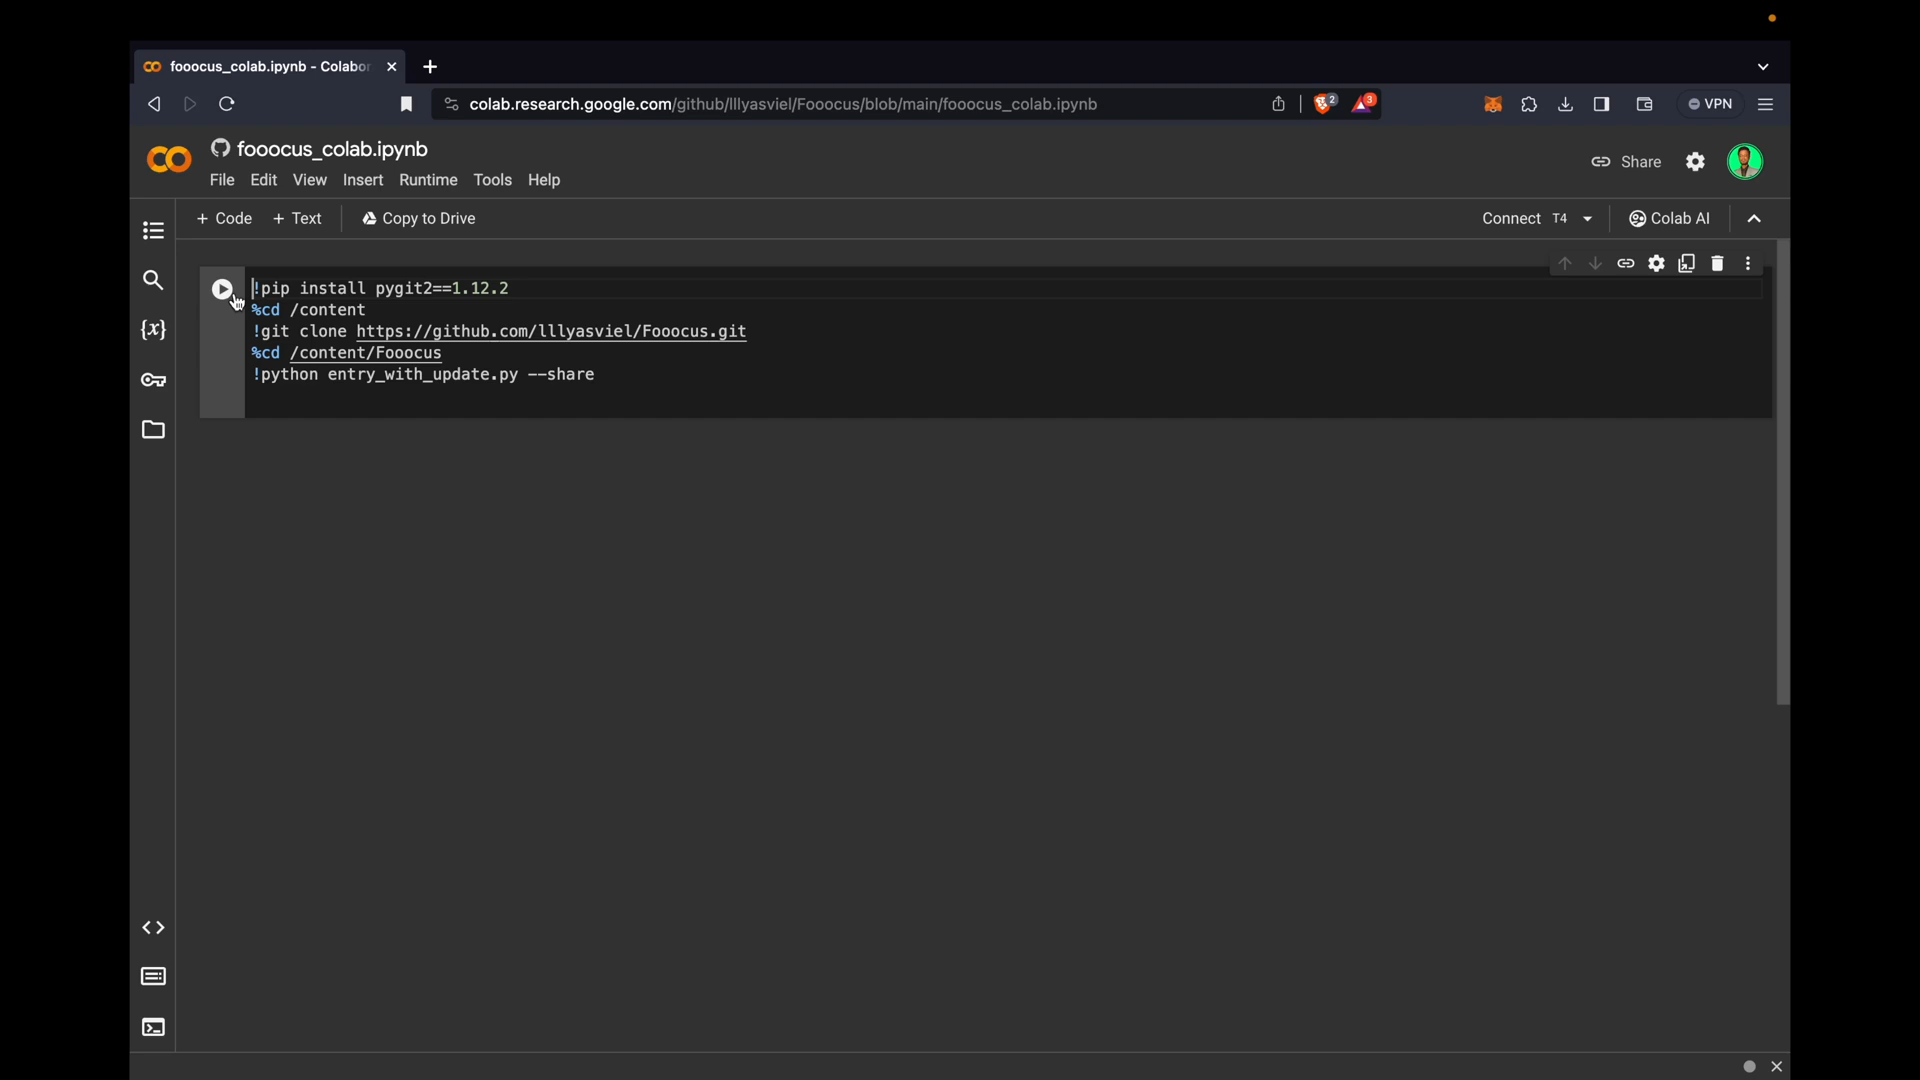 fooocus_colab.ipynb - Colabor
colab.research.google.com/github/lllyasviel/Fooocus/blob/main/fooocus_colab.ipynb
2
3
VPN
fooocus_colab.ipynb
Share
File Edit View Insert Runtime Tools Help
+ Code + Text Copy to Drive
Connect T4
Colab AI
!pip install pygit2==1.12.2
%cd /content
!git clone https://github.com/lllyasviel/Fooocus.git
%cd /content/Fooocus
!python entry_with_update.py --share